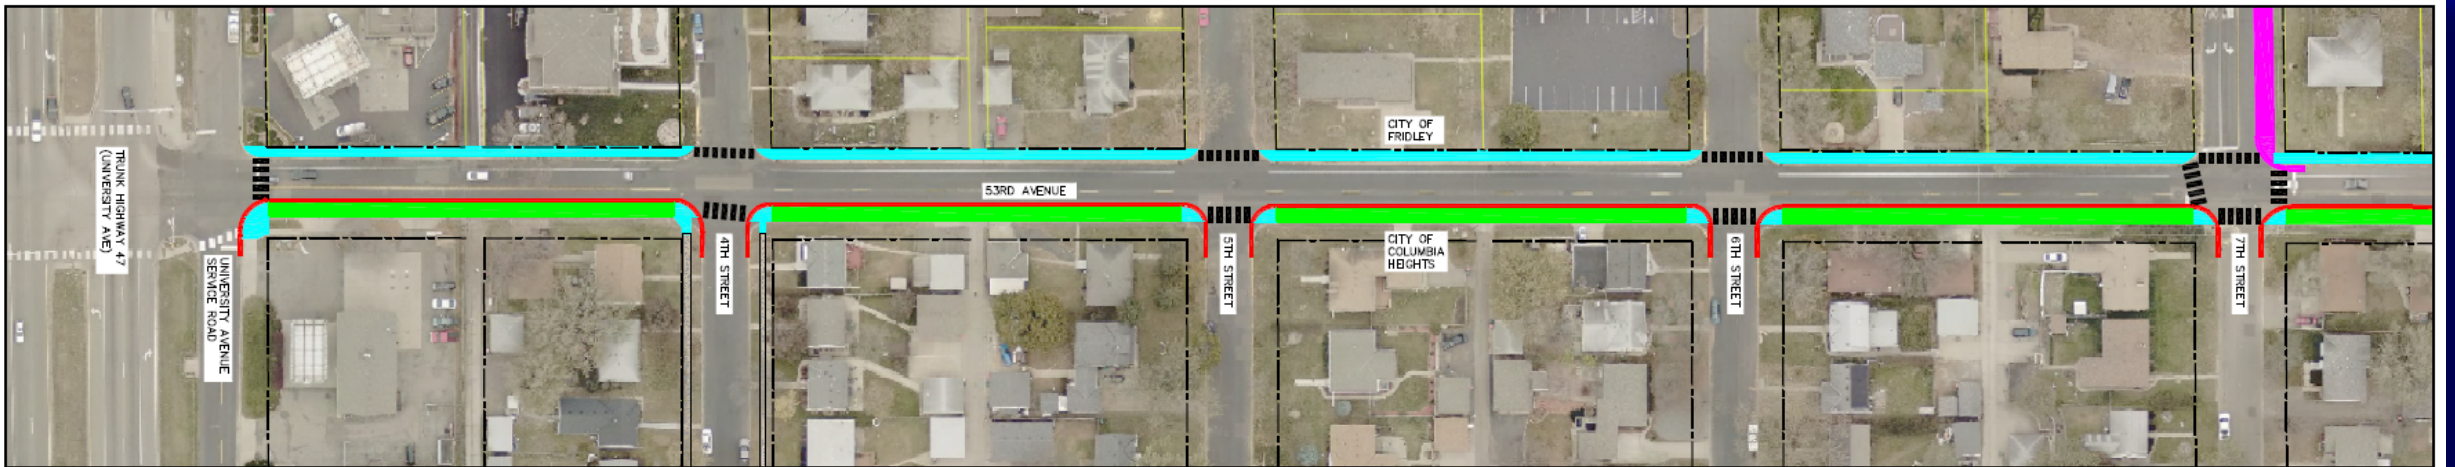 CITY OF
FRIDLEY
53RD AVENUE
TRUNK HIGHWAY 47
(UNIVERSITY AVE)
UNIVERSITY AVENUE
SERVICE ROAD
4TH STREET
5TH STREET
CITY OF
COLUMBIA
HEIGHTS
6TH STREET
7TH STREET